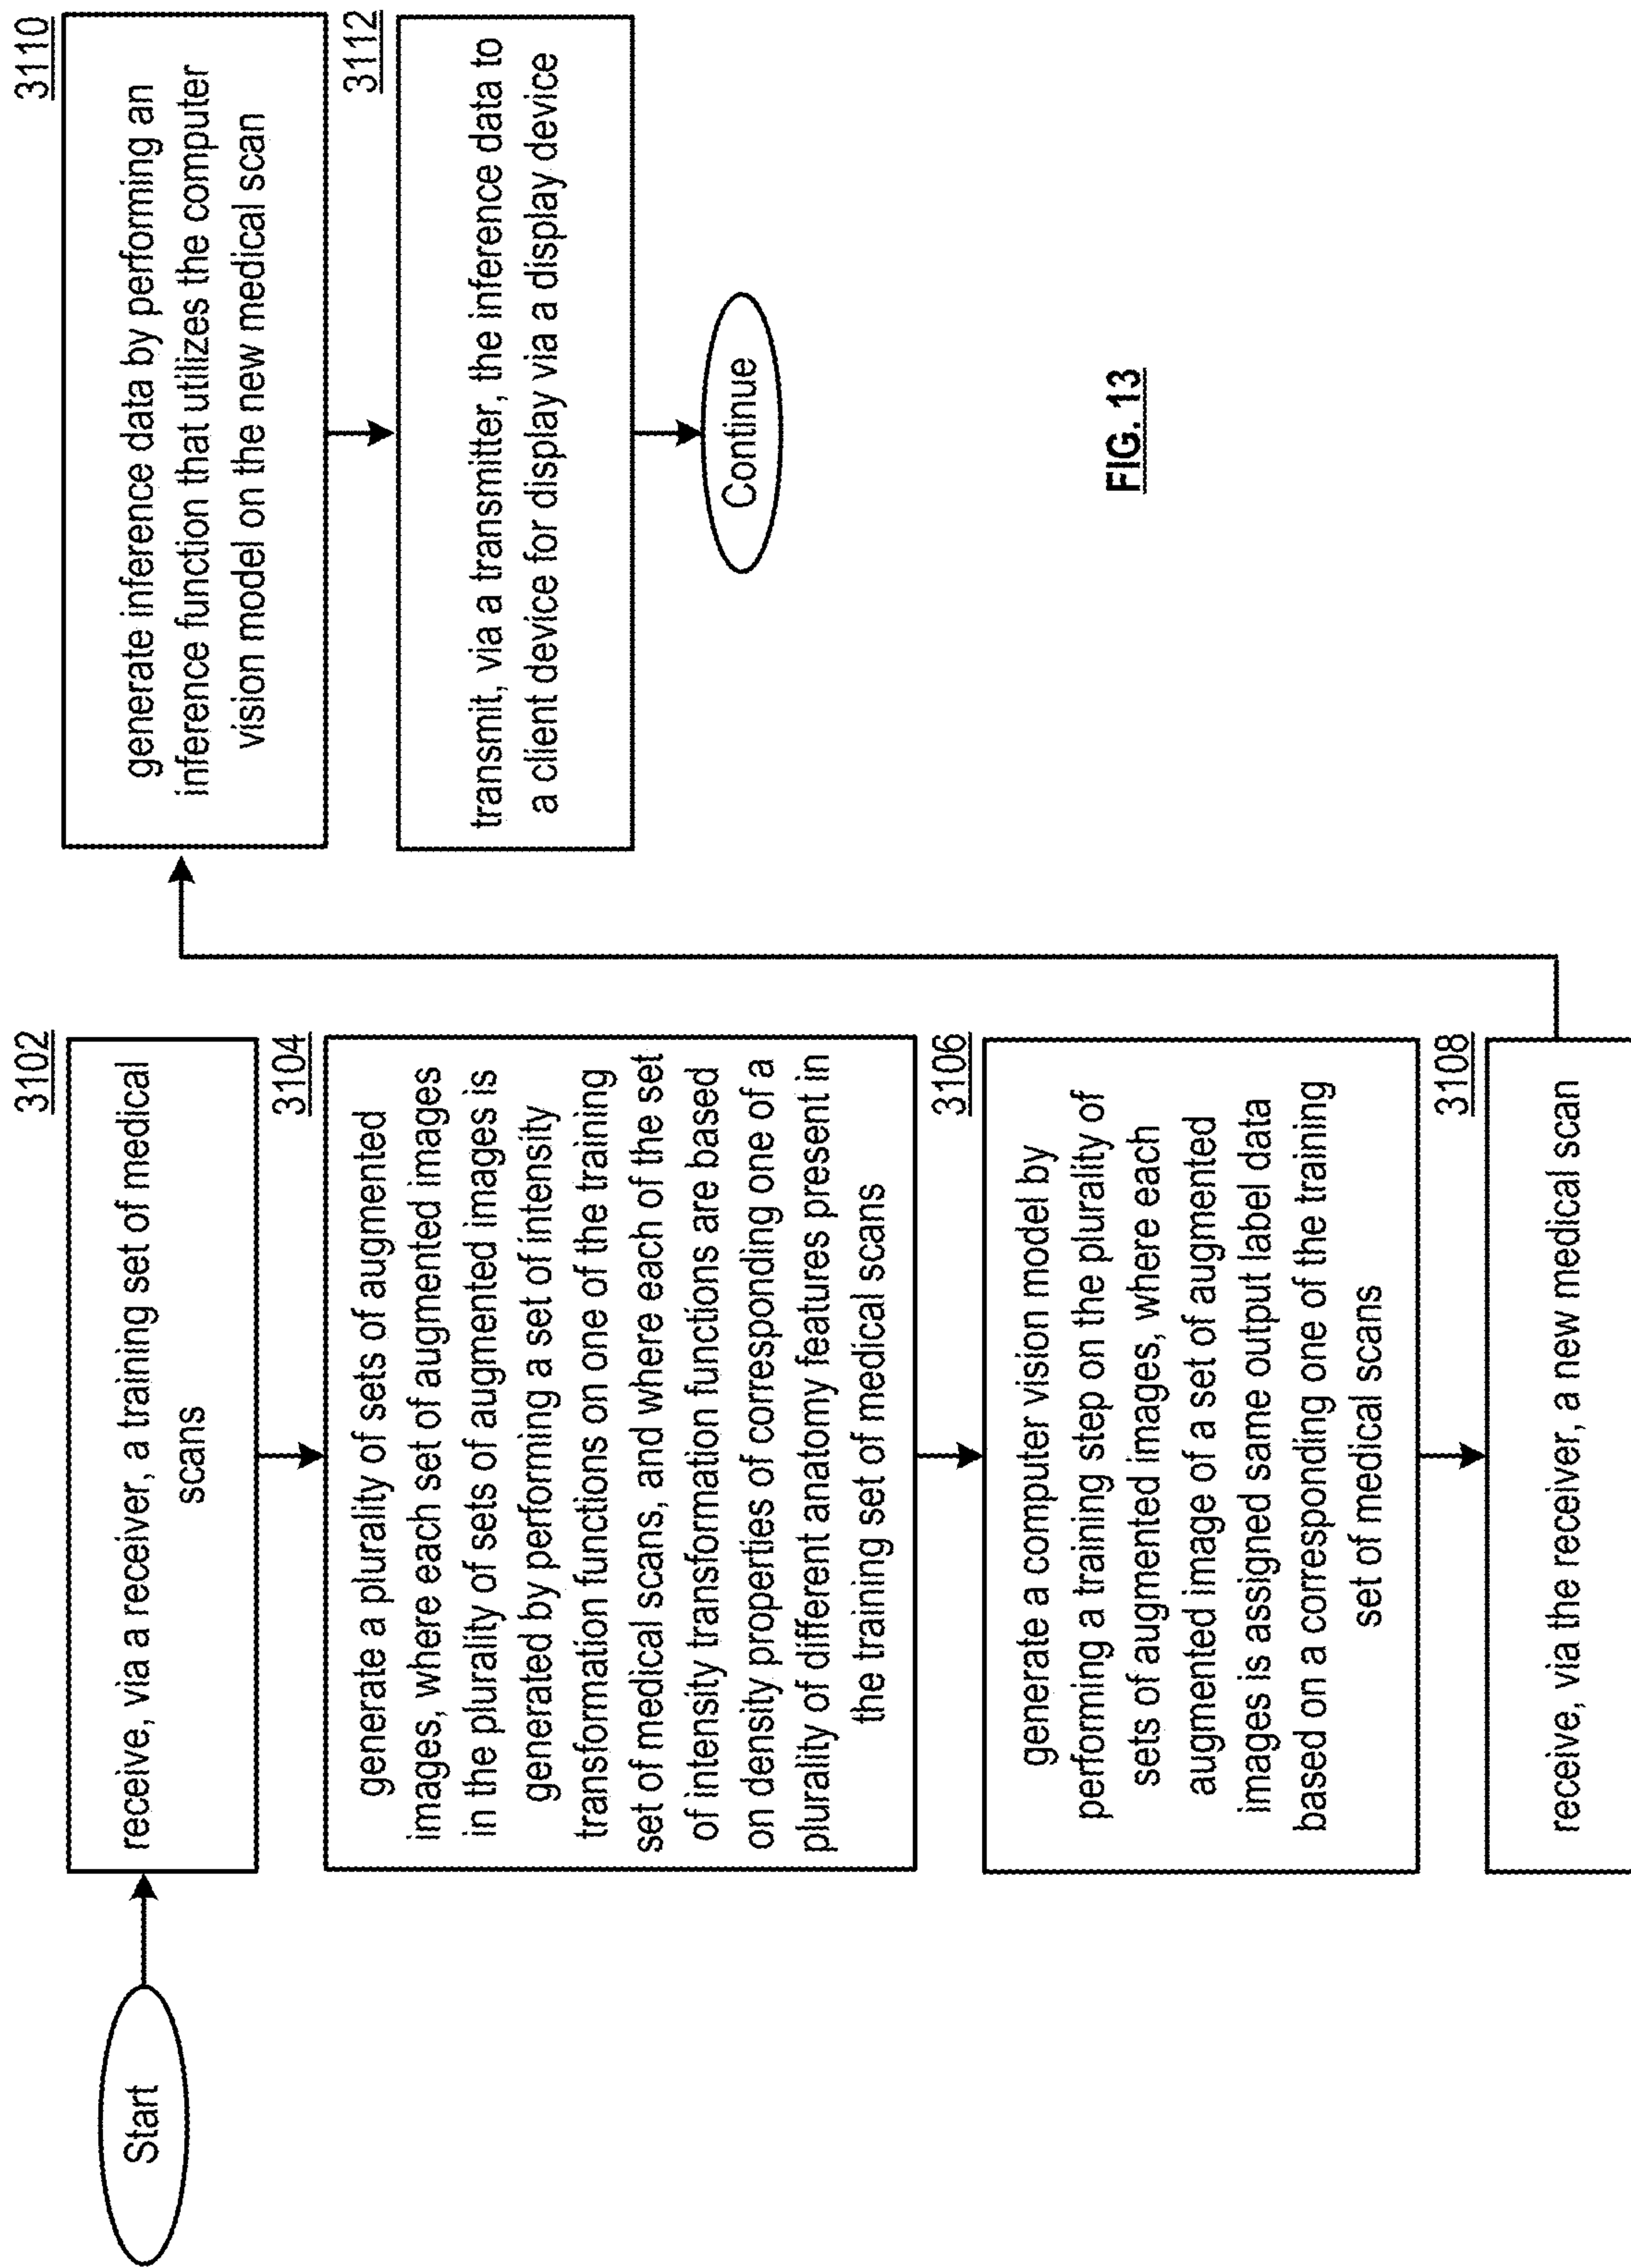 Start
3102
receive, via a receiver, a training set of medical
scans
3104
generate a plurality of sets of augmented
images, where each set of augmented images
in the plurality of sets of augmented images is
generated by performing a set of intensity
transformation functions on one of the training
set of medical scans, and where each of the set
of intensity transformation functions are based
on density properties of corresponding one of a
plurality of different anatomy features present in
the training set of medical scans
3106
generate a computer vision model by
performing a training step on the plurality of
sets of augmented images, where each
augmented image of a set of augmented
images is assigned same output label data
based on a corresponding one of the training
set of medical scans
3108
receive, via the receiver, a new medical scan
3110
generate inference data by performing an
inference function that utilizes the computer
vision model on the new medical scan
3112
transmit, via a transmitter, the inference data to
a client device for display via a display device
Continue
FIG. 13